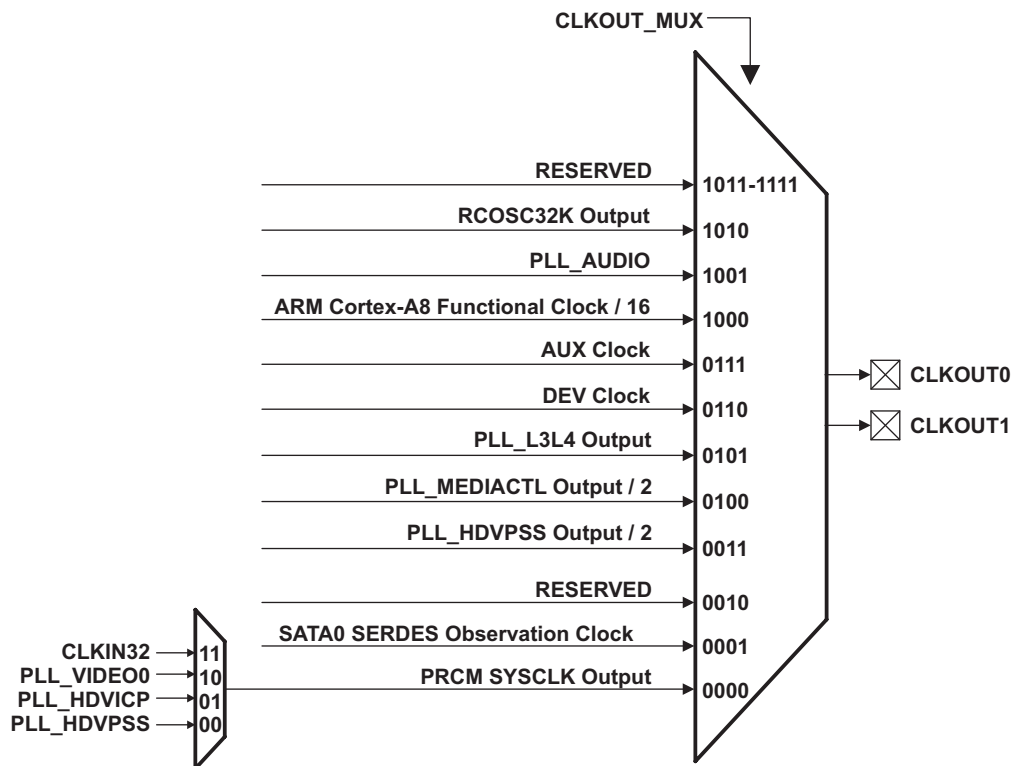 CLKOUT_MUX
RESERVED
1011-1111
RCOSC32K Output
1010
PLL_AUDIO
1001
ARM Cortex-A8 Functional Clock / 16
1000
AUX Clock
0111
CLKOUT0
DEV Clock
0110
CLKOUT1
PLL_L3L4 Output
0101
PLL_MEDIACTL Output / 2
0100
PLL_HDVPSS Output / 2
0011
RESERVED
0010
SATA0 SERDES Observation Clock
0001
PRCM SYSCLK Output
0000
CLKIN32
11
PLL_VIDEO0
10
PLL_HDVICP
01
PLL_HDVPSS
00